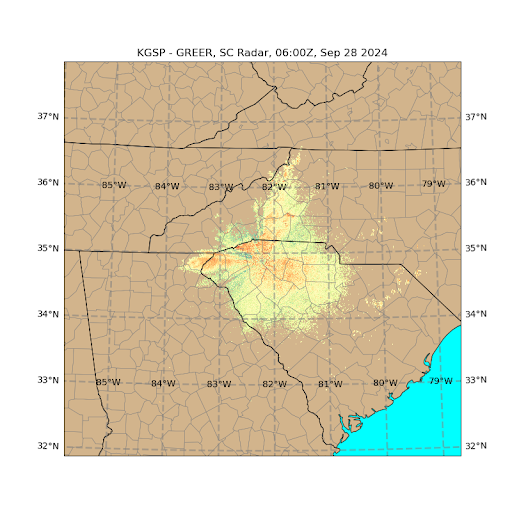 KGSP - GREER, SC Radar, 06:00Z, Sep 28 2024
37°N 37°N
36°N 85°W 84°W 83°W 82°W 81°W 80°W 79°W 36°N
35°N 35°N
34°N 34°N
33°N 85°W 84°W 83°W 82°W 81°W 80°W 79°W 33°N
32°N 32°N